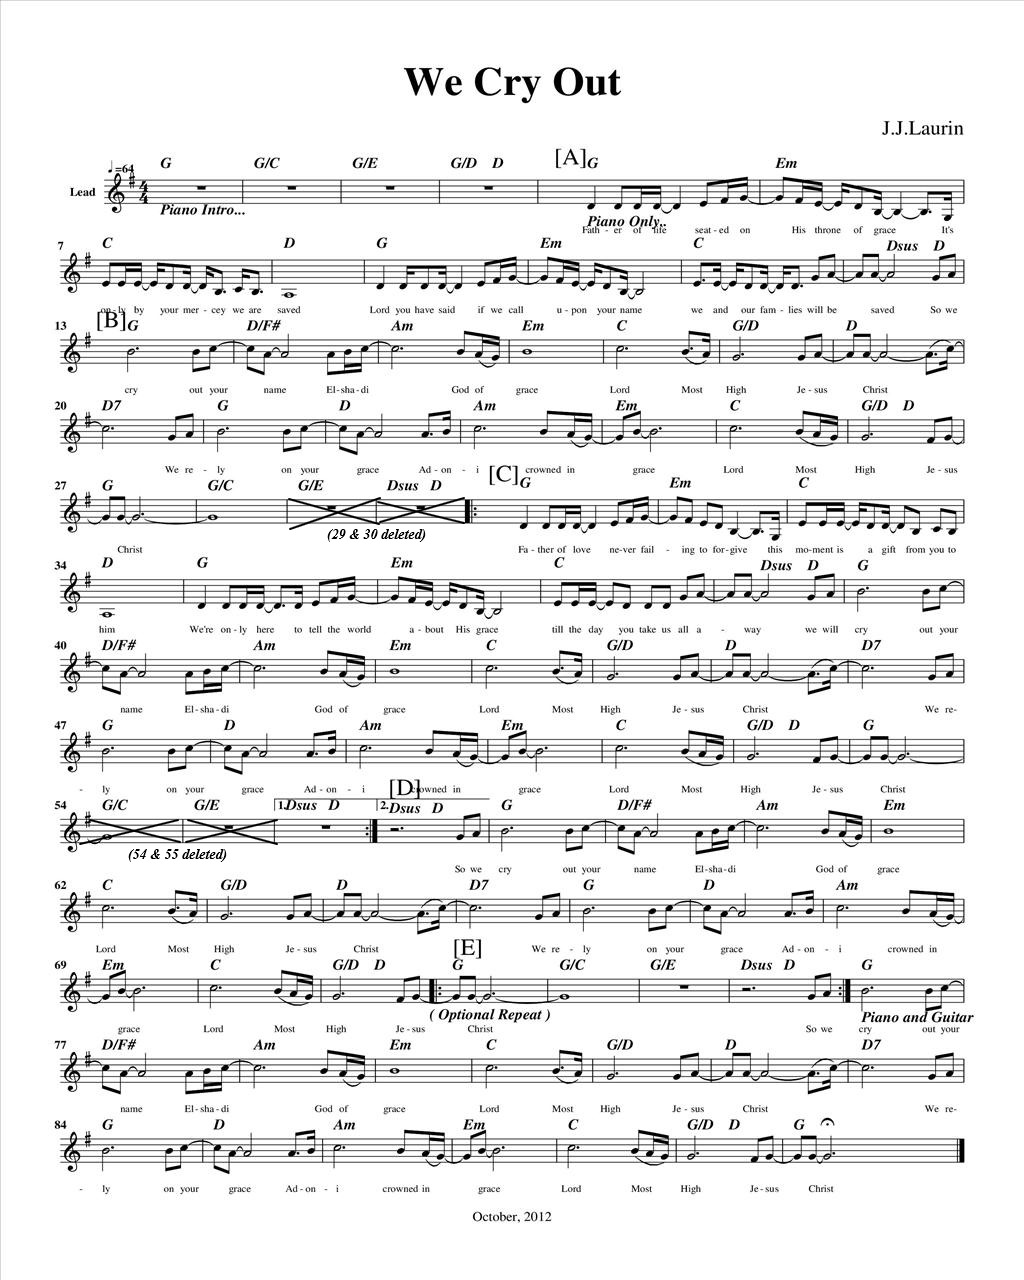 We Cry Out
J.J.Laurin
♩=64 G G/C G/E G/D D [A] G Em
Lead
Piano Intro... Piano Only..
Fath - er of life seat - ed on His throne of grace It's
7 C D G Em C Dsus D
on - ly by your mer - cey we are saved Lord you have said if we call u - pon your name we and our fam - lies will be saved So we
13 [B] G D/F# Am Em C G/D D
cry out your name El - sha - di God of grace Lord Most High Je - sus Christ
20 D7 G D Am Em C G/D D
We re - ly on your grace Ad - on - i crowned in grace Lord Most High Je - sus
27 G G/C G/E Dsus D [C] G Em C
(29 & 30 deleted)
Christ Fa - ther of love ne - ver fail - ing to for - give this mo - ment is a gift from you to
34 D G Em C Dsus D G
him We're on - ly here to tell the world a - bout His grace till the day you take us all a - way we will cry out your
40 D/F# Am Em C G/D D D7
name El - sha - di God of grace Lord Most High Je - sus Christ We re-
47 G D Am Em C G/D D G
- ly on your grace Ad - on - i crowned in grace Lord Most High Je - sus Christ
54 G/C G/E 1. Dsus D [D] 2. Dsus D G D/F# Am Em
(54 & 55 deleted)
So we cry out your name El - sha - di God of grace
62 C G/D D D7 G D Am
Lord Most High Je - sus Christ We re - ly on your grace Ad - on - i crowned in
69 Em C G/D D [E] G G/C G/E Dsus D G
( Optional Repeat ) Piano and Guitar
grace Lord Most High Je - sus Christ So we cry out your
77 D/F# Am Em C G/D D D7
name El - sha - di God of grace Lord Most High Je - sus Christ We re-
84 G D Am Em C G/D D G
- ly on your grace Ad - on - i crowned in grace Lord Most High Je - sus Christ
October, 2012